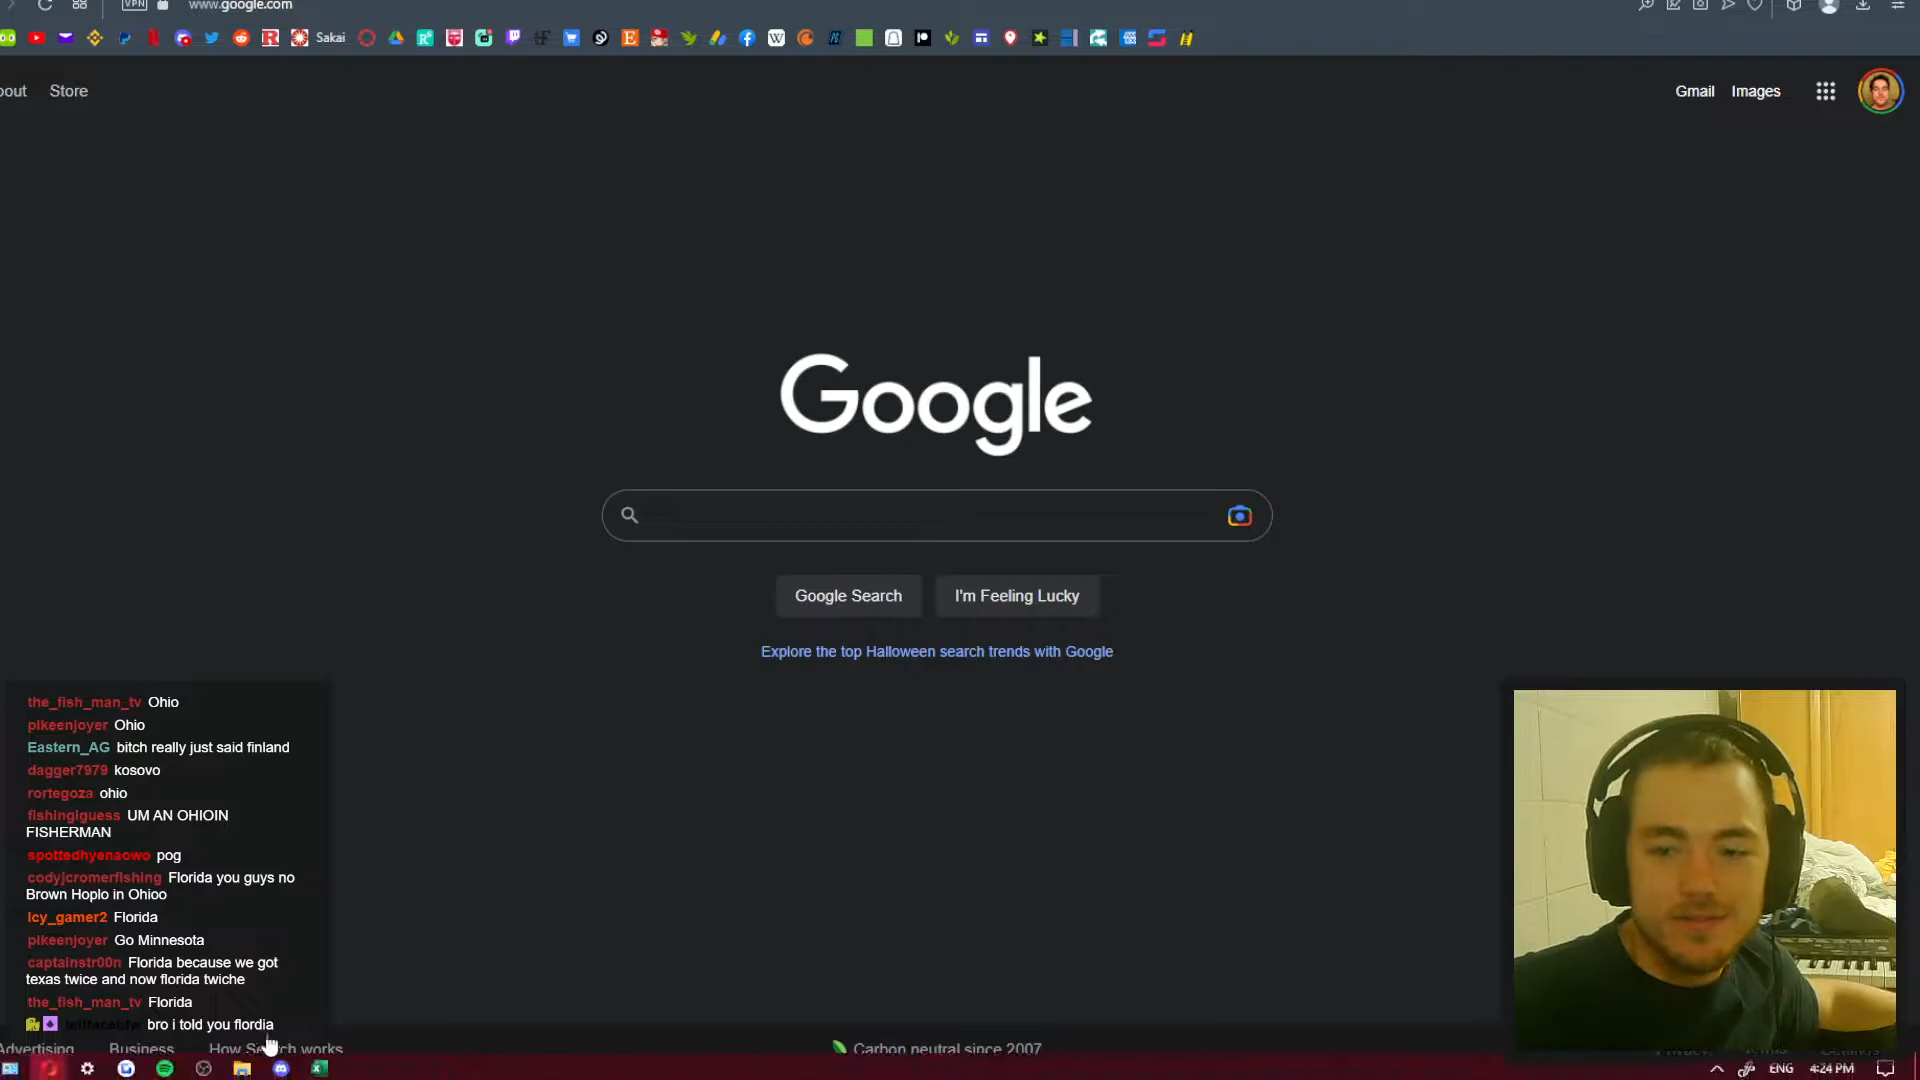 VPN www.google.com
Sakai
Store
Gmail Images
Google
Google Search I'm Feeling Lucky
Explore the top Halloween search trends with Google
the_fish_man_tv Ohio
pikeenjoyer Ohio
Eastern_AG bitch really just said finland
dagger7979 kosovo
rortegoza ohio
fishingiguess UM AN OHIOIN
FISHERMAN
spottedhyenaowo pog
codyjcromerfishing Florida you guys no
Brown Hoplo in Ohioo
Icy_gamer2 Florida
pikeenjoyer Go Minnesota
captainstr00n Florida because we got
texas twice and now florida twiche
the_fish_man_tv Florida
bro i told you flordia
Advertising Business How Search works
Carbon neutral since 2007
ENG 4:24 PM